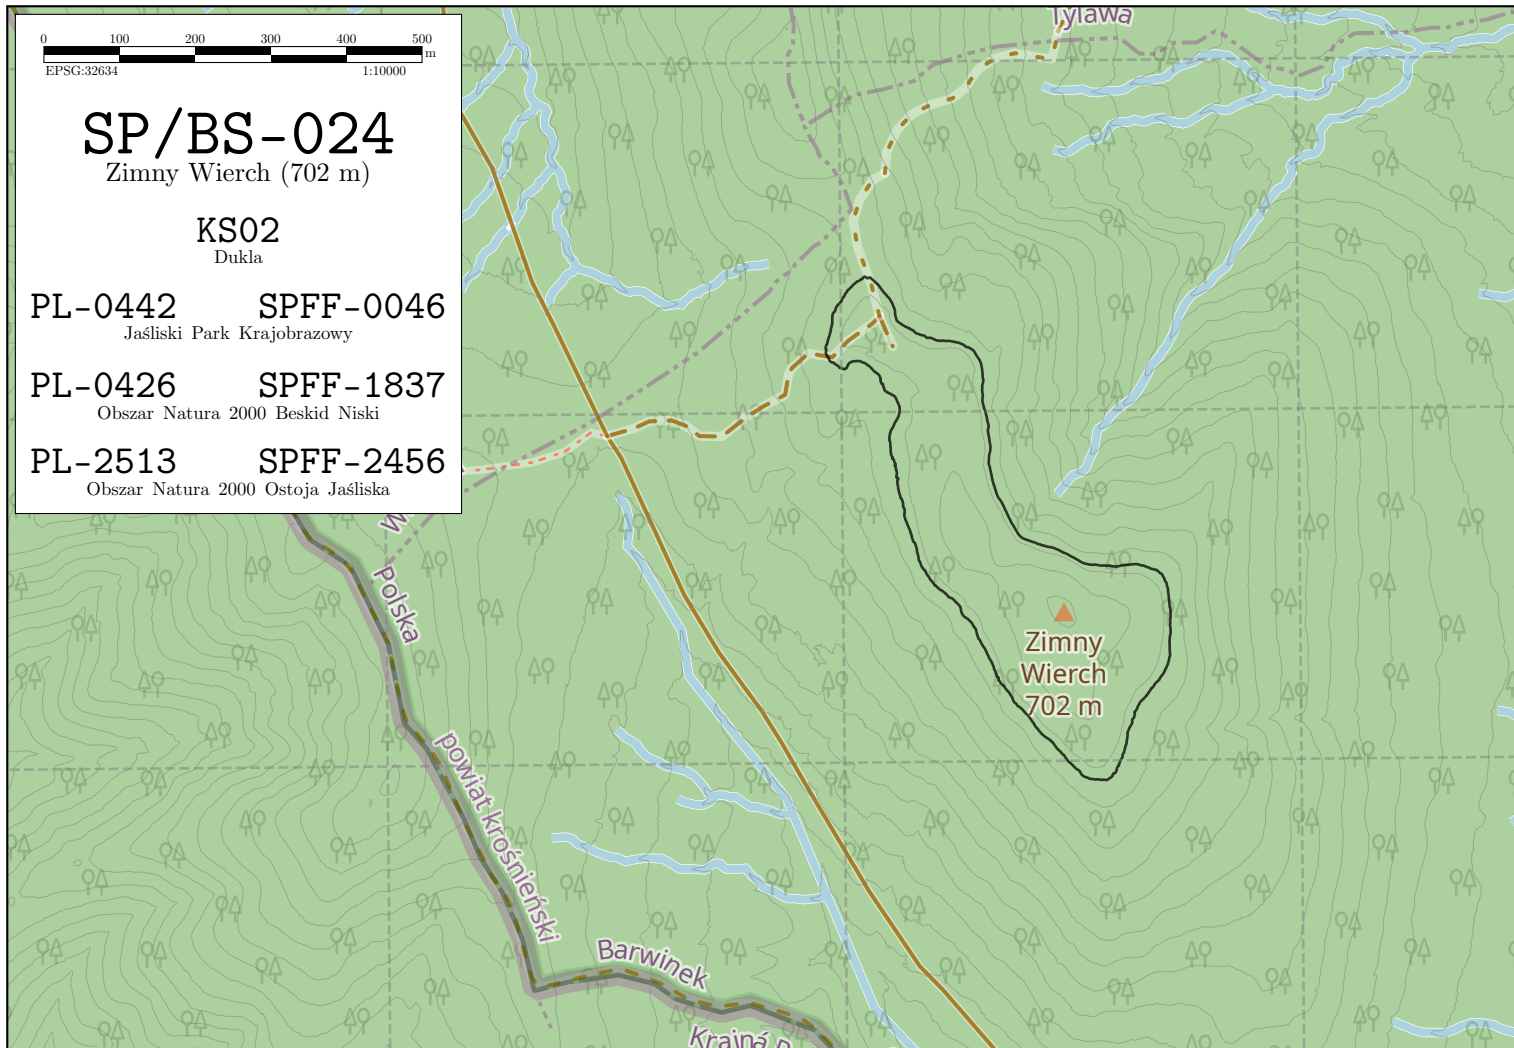 0 100 200 300 400 500
m
EPSG:32634 1:10000
SP/BS-024
Zimny Wierch (702 m)
KS02
Dukla
PL-0442 SPFF-0046
Jaśliski Park Krajobrazowy
PL-0426 SPFF-1837
Obszar Natura 2000 Beskid Niski
PL-2513 SPFF-2456
Obszar Natura 2000 Ostoja Jaśliska
Tylawa
Polska
Zimny
Wierch
702 m
powiat krośnieński
Barwinek
Krajná